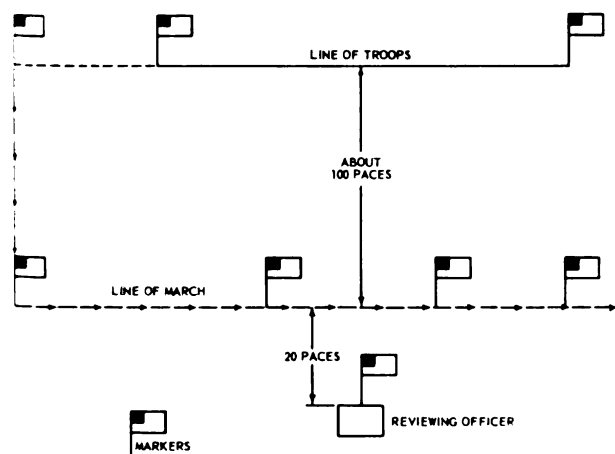 LINE OF TROOPS
ABOUT
100 PACES
LINE OF MARCH
20 PACES
REVIEWING OFFICER
MARKERS